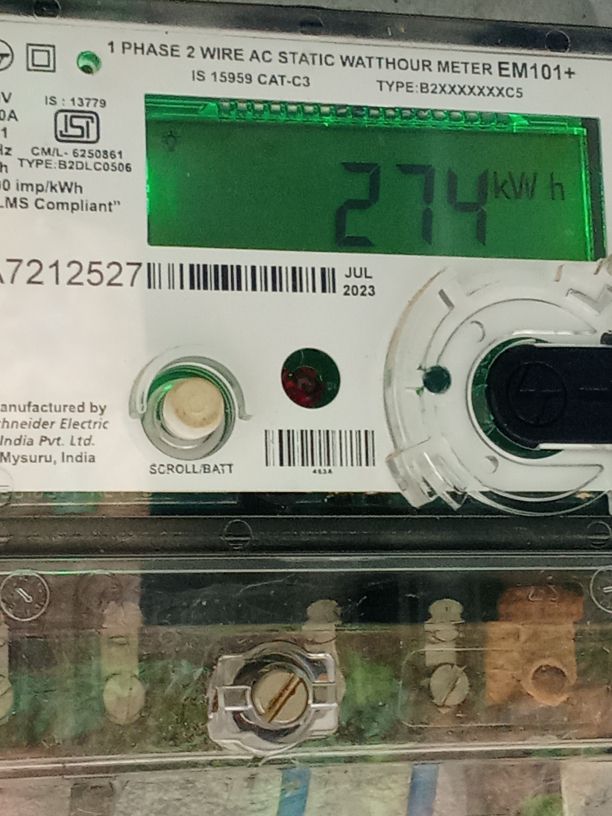 1 PHASE 2 WIRE AC STATIC WATTHOUR METER EM101+
IS 15959 CAT-C3 TYPE:B2XXXXXXXC5
IS : 13779
ISI
CM/L- 6250861
TYPE:B2DLC0506
00 imp/kWh
LMS Compliant"
274 kWh
A7212527
JUL
2023
anufactured by
hneider Electric
India Pvt. Ltd.
Mysuru, India
SCROLL/BATT